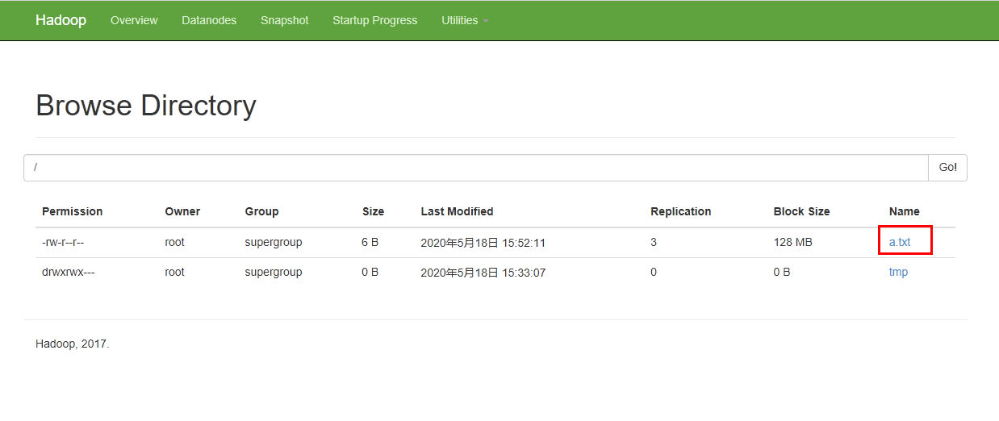 Hadoop Overview Datanodes Snapshot Startup Progress Utilities
Browse Directory
/ Go!
Permission Owner Group Size Last Modified Replication Block Size Name
-rw-r--r-- root supergroup 6 B 2020年5月18日 15:52:11 3 128 MB a.txt
drwxrwx--- root supergroup 0 B 2020年5月18日 15:33:07 0 0 B tmp
Hadoop, 2017.